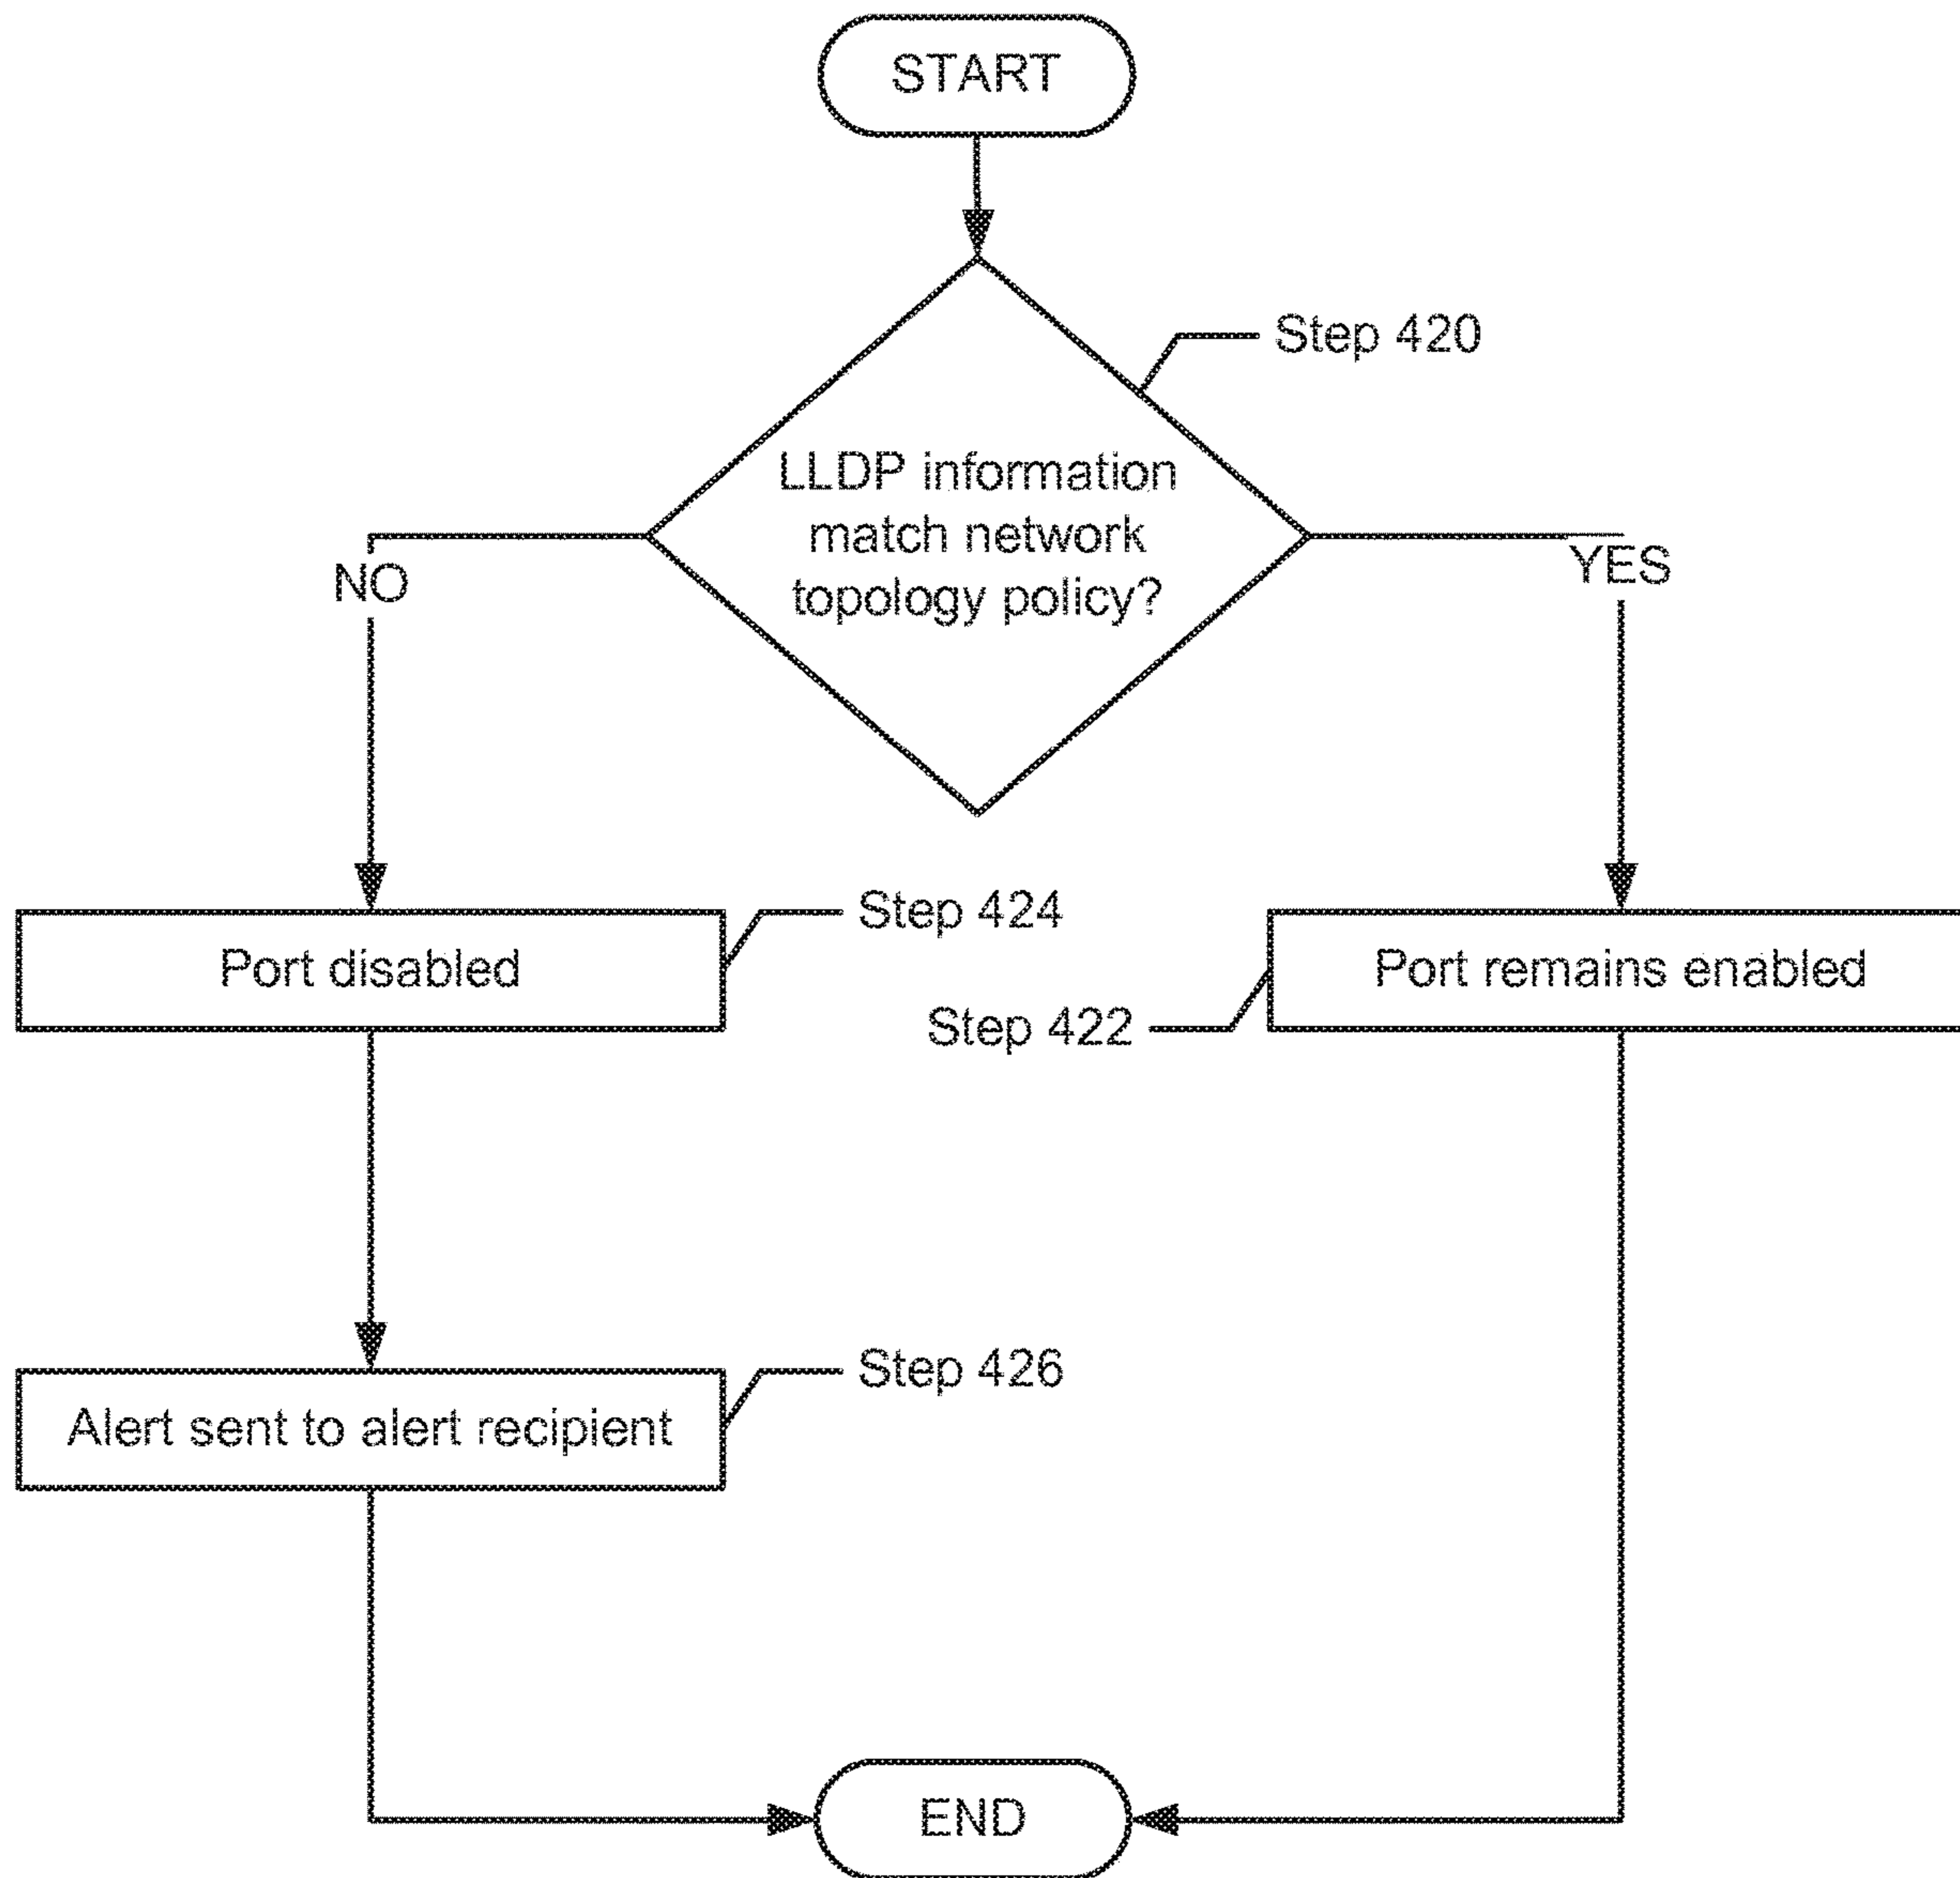 START
Step 420
LLDP information
match network
topology policy?
NO
YES
Step 424
Port disabled
Port remains enabled
Step 422
Step 426
Alert sent to alert recipient
END